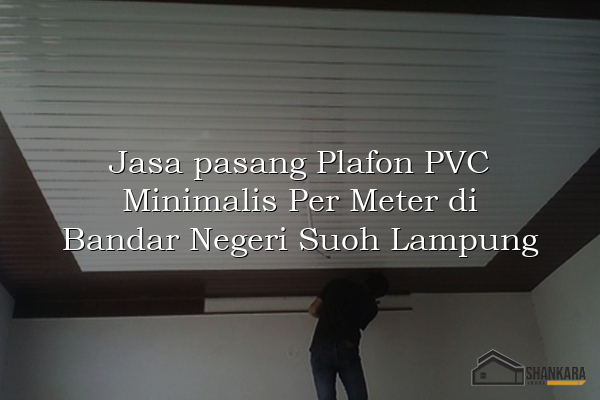 Jasa pasang Plafon PVC
Minimalis Per Meter di
Bandar Negeri Suoh Lampung
SHANKARA